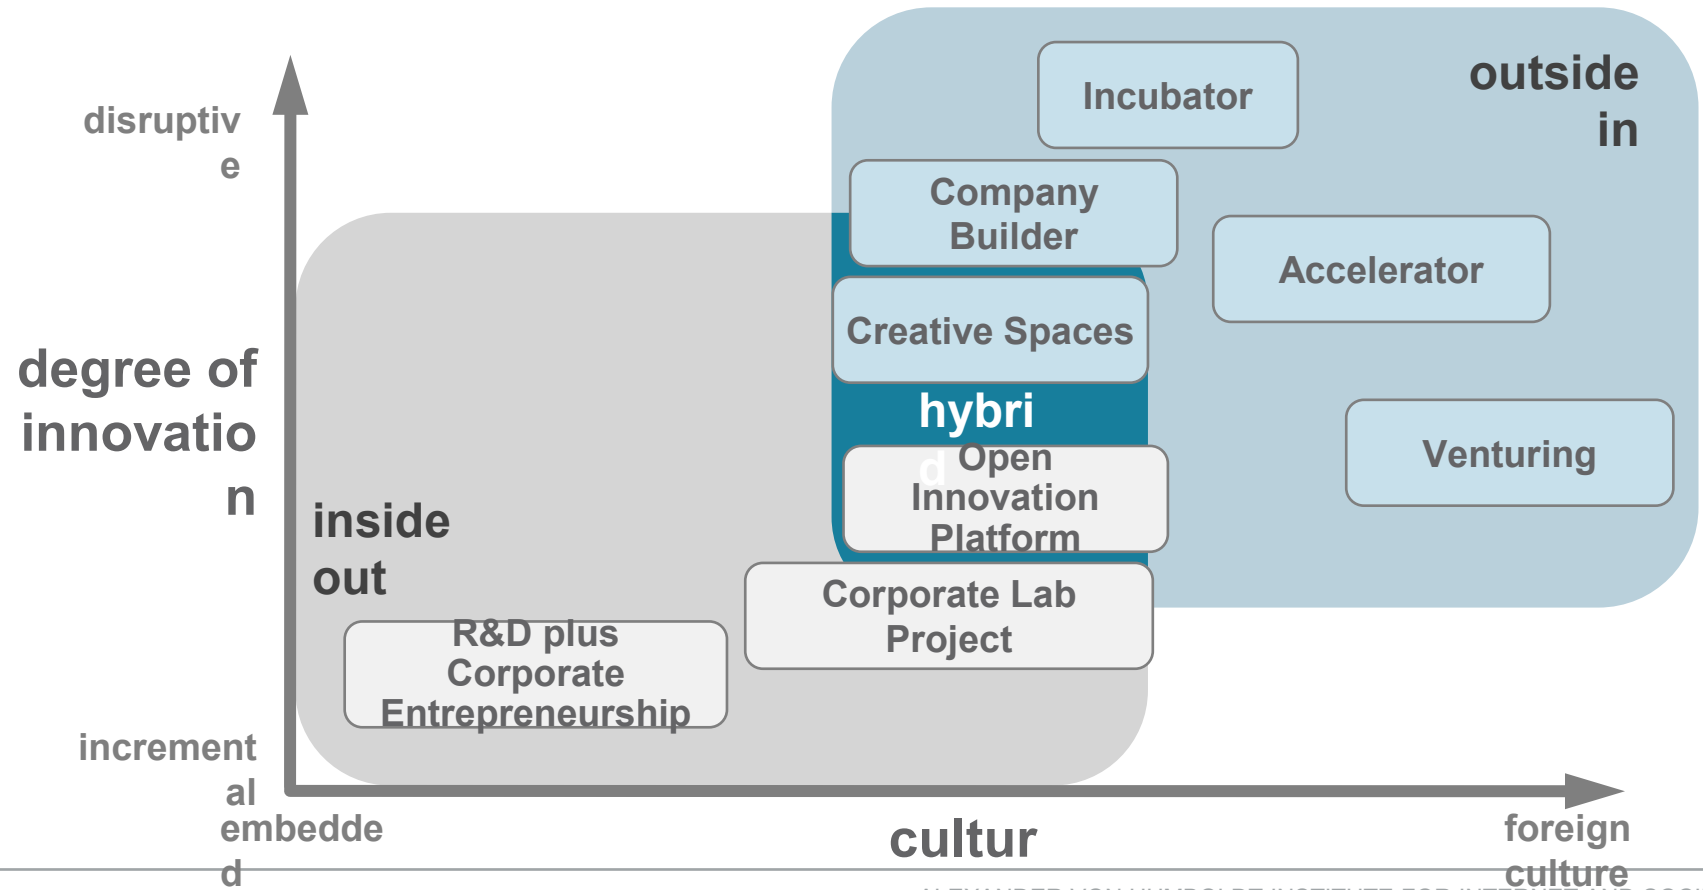 disruptiv
e
degree of
innovatio
n
increment
al
embedde
d
cultur
foreign
culture
inside
out
R&D plus
Corporate
Entrepreneurship
Corporate Lab
Project
hybri
d
Open
Innovation
Platform
Creative Spaces
Company
Builder
Incubator
outside
in
Accelerator
Venturing